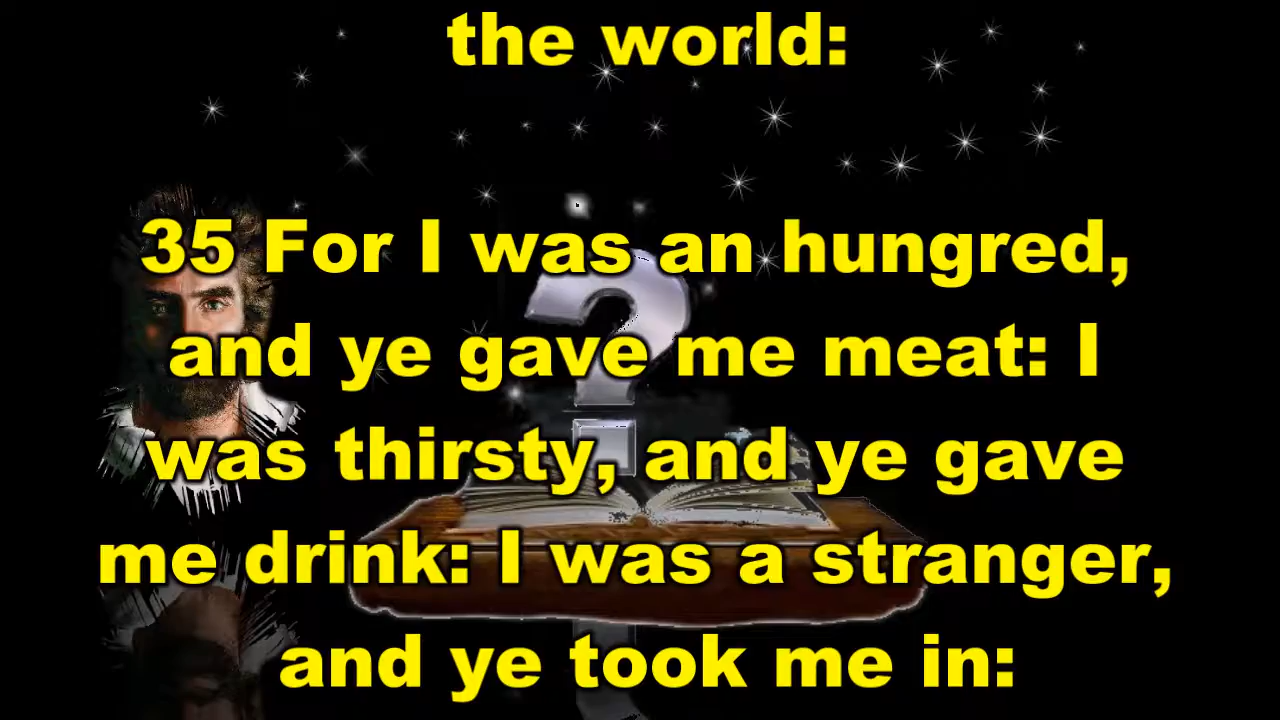 the world:
35 For I was an hungred,
and ye gave me meat: I
was thirsty, and ye gave
me drink: I was a stranger,
and ye took me in: